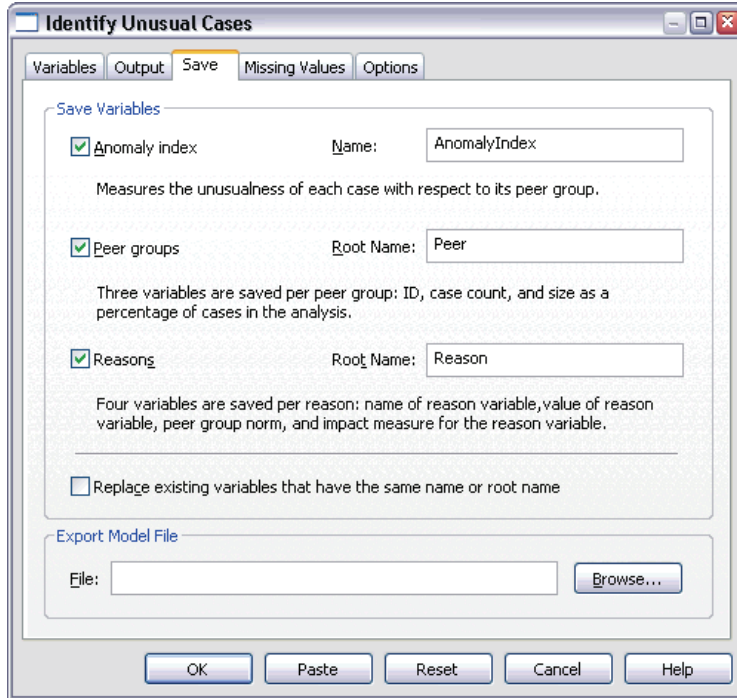 Identify Unusual Cases
Variables Output Save Missing Values Options
Save Variables
Anomaly index Name: AnomalyIndex
Measures the unusualness of each case with respect to its peer group.
Peer groups Root Name: Peer
Three variables are saved per peer group: ID, case count, and size as a
percentage of cases in the analysis.
Reasons Root Name: Reason
Four variables are saved per reason: name of reason variable,value of reason
variable, peer group norm, and impact measure for the reason variable.
Replace existing variables that have the same name or root name
Export Model File
File: Browse...
OK Paste Reset Cancel Help